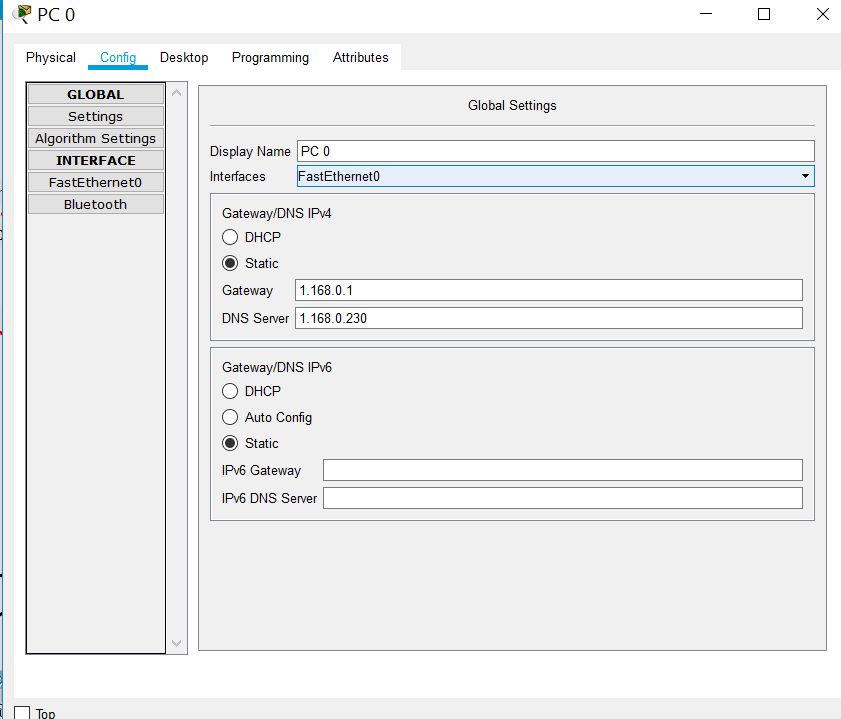 PC 0
Physical Config Desktop Programming Attributes
GLOBAL
Settings
Algorithm Settings
INTERFACE
FastEthernet0
Bluetooth
Global Settings
Display Name PC 0
Interfaces FastEthernet0
Gateway/DNS IPv4
DHCP
Static
Gateway 1.168.0.1
DNS Server 1.168.0.230
Gateway/DNS IPv6
DHCP
Auto Config
Static
IPv6 Gateway
IPv6 DNS Server
Top